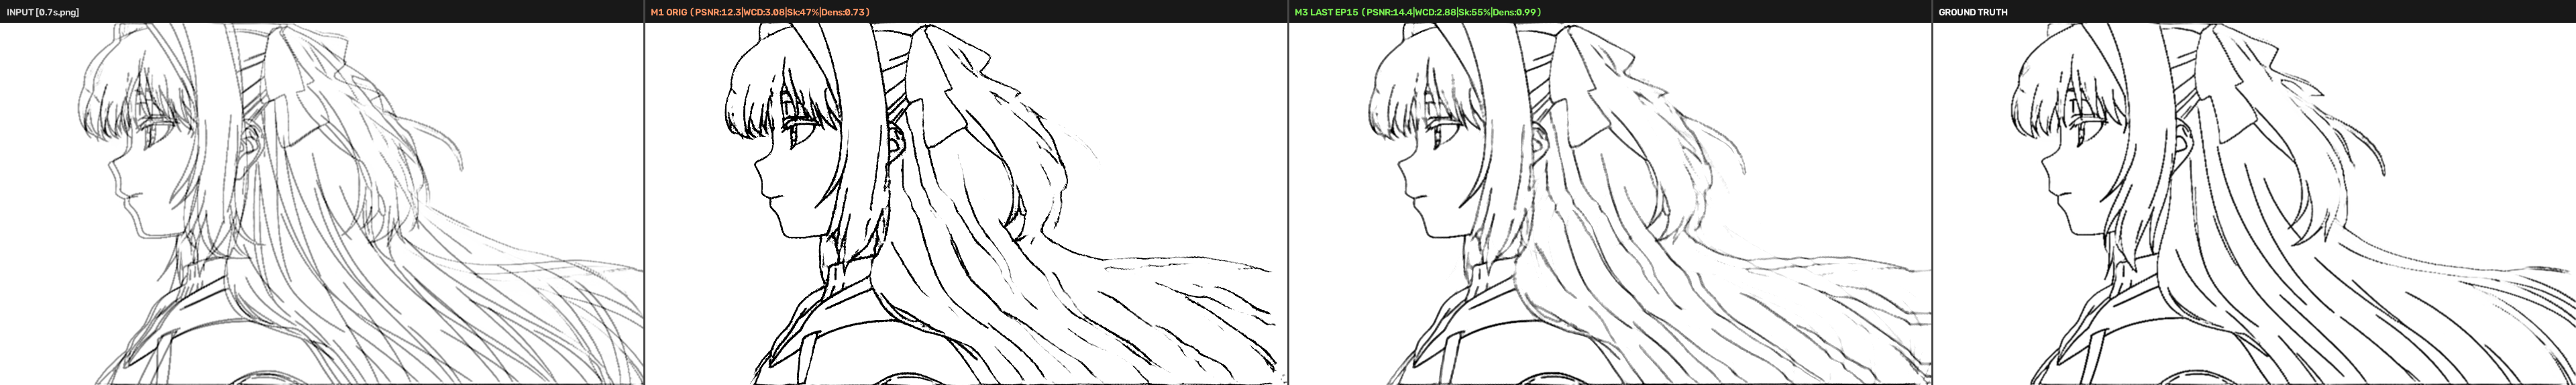 INPUT [0.7s.png]
M1 ORIG (PSNR:12.3|WCD:3.08|Sk:47%|Dens:0.73)
M3 LAST EP15 (PSNR:14.4|WCD:2.88|Sk:55%|Dens:0.99)
GROUND TRUTH